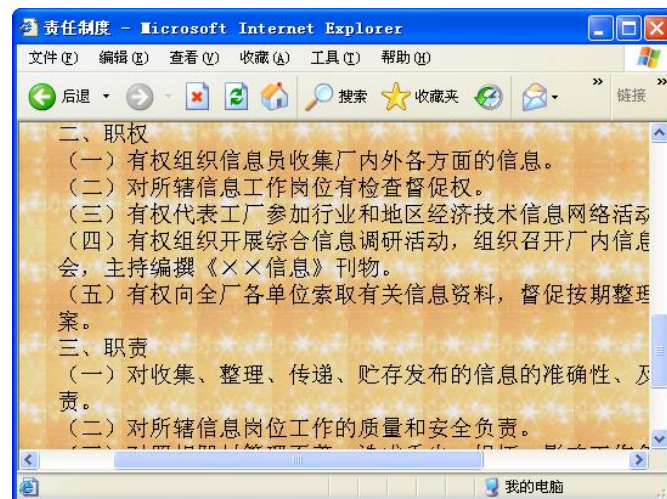 责任制度 - Microsoft Internet Explorer
文件(F) 编辑(E) 查看(V) 收藏(A) 工具(T) 帮助(H)
后退 搜索 收藏夹 » 链接 »
二、职权
（一）有权组织信息员收集厂内外各方面的信息。
（二）对所辖信息工作岗位有检查督促权。
（三）有权代表工厂参加行业和地区经济技术信息网络活动
（四）有权组织开展综合信息调研活动，组织召开厂内信息
会，主持编撰《××信息》刊物。
（五）有权向全厂各单位索取有关信息资料，督促按期整理
案。
三、职责
（一）对收集、整理、传递、贮存发布的信息的准确性、及
责。
（二）对所辖信息岗位工作的质量和安全负责。
我的电脑